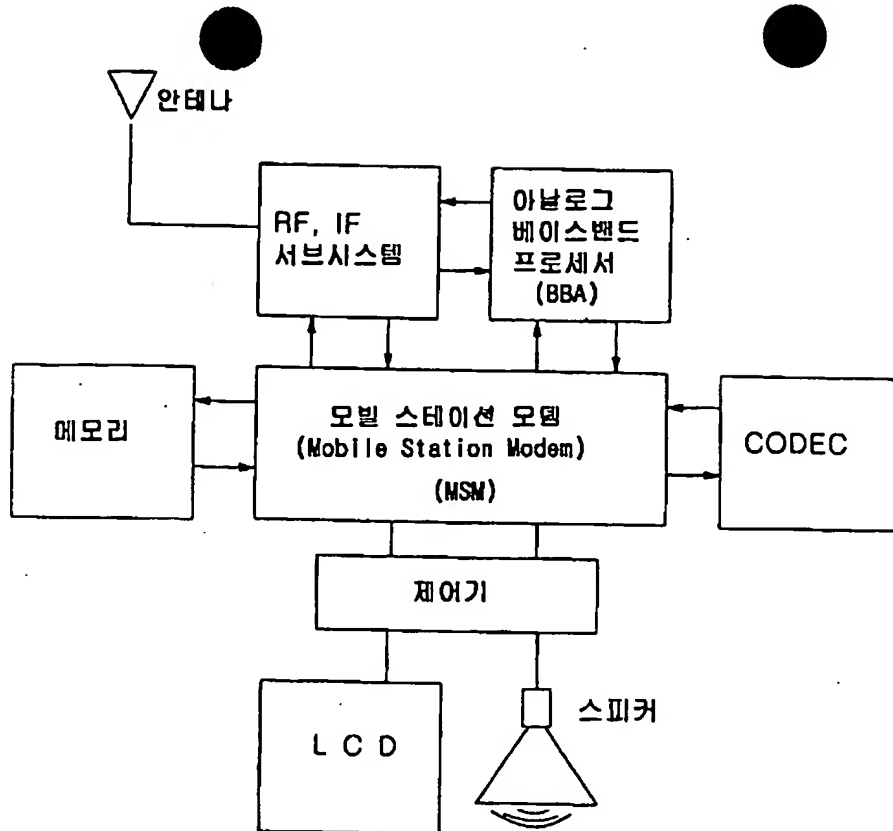 안테나
RF, IF
서브시스템
아날로그
베이스밴드
프로세서
(BBA)
메모리
모빌 스테이션 모뎀
(Mobile Station Modem)
(MSM)
CODEC
제어기
L C D
스피커